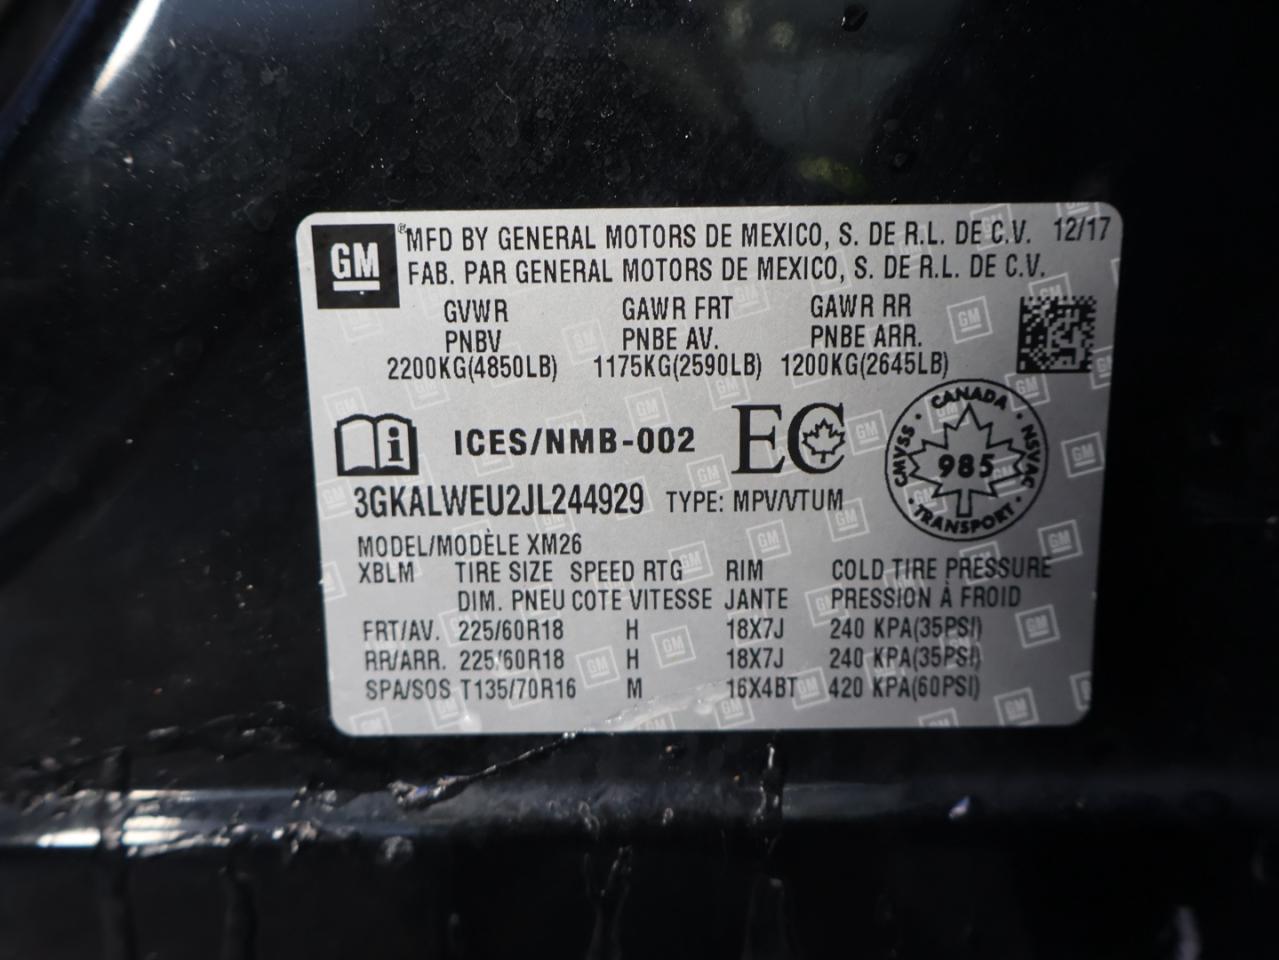 GM ® MFD BY GENERAL MOTORS DE MEXICO, S. DE R.L. DE C.V. 12/17
FAB. PAR GENERAL MOTORS DE MEXICO, S. DE R.L. DE C.V.
GVWR GAWR FRT GAWR RR
PNBV PNBE AV. PNBE ARR.
2200KG(4850LB) 1175KG(2590LB) 1200KG(2645LB)
CANADA
CMVSS · 985 · NSVAC
TRANSPORT
i ICES/NMB-002 EC
3GKALWEU2JL244929 TYPE: MPV/VTUM
MODEL/MODÈLE XM26
XBLM TIRE SIZE SPEED RTG RIM COLD TIRE PRESSURE
DIM. PNEU COTE VITESSE JANTE PRESSION À FROID
FRT/AV. 225/60R18 H 18X7J 240 KPA(35PSI)
RR/ARR. 225/60R18 H 18X7J 240 KPA(35PSI)
SPA/SOS T135/70R16 M 16X4BT 420 KPA(60PSI)